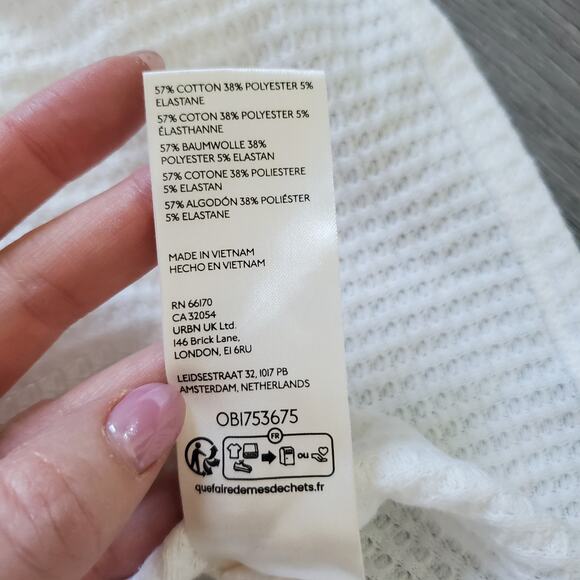 57% COTTON 38% POLYESTER 5%
ELASTANE
57% COTON 38% POLYESTER 5%
ÉLASTHANNE
57% BAUMWOLLE 38%
POLYESTER 5% ELASTAN
57% COTONE 38% POLIESTERE
5% ELASTAN
57% ALGODÓN 38% POLIÉSTER
5% ELASTANE
MADE IN VIETNAM
HECHO EN VIETNAM
RN 66170
CA 32054
URBN UK Ltd.
146 Brick Lane,
LONDON, E1 6RU
LEIDSESTRAAT 32, 1017 PB
AMSTERDAM, NETHERLANDS
OB1753675
FR
OU
quefairedemesdechets.fr